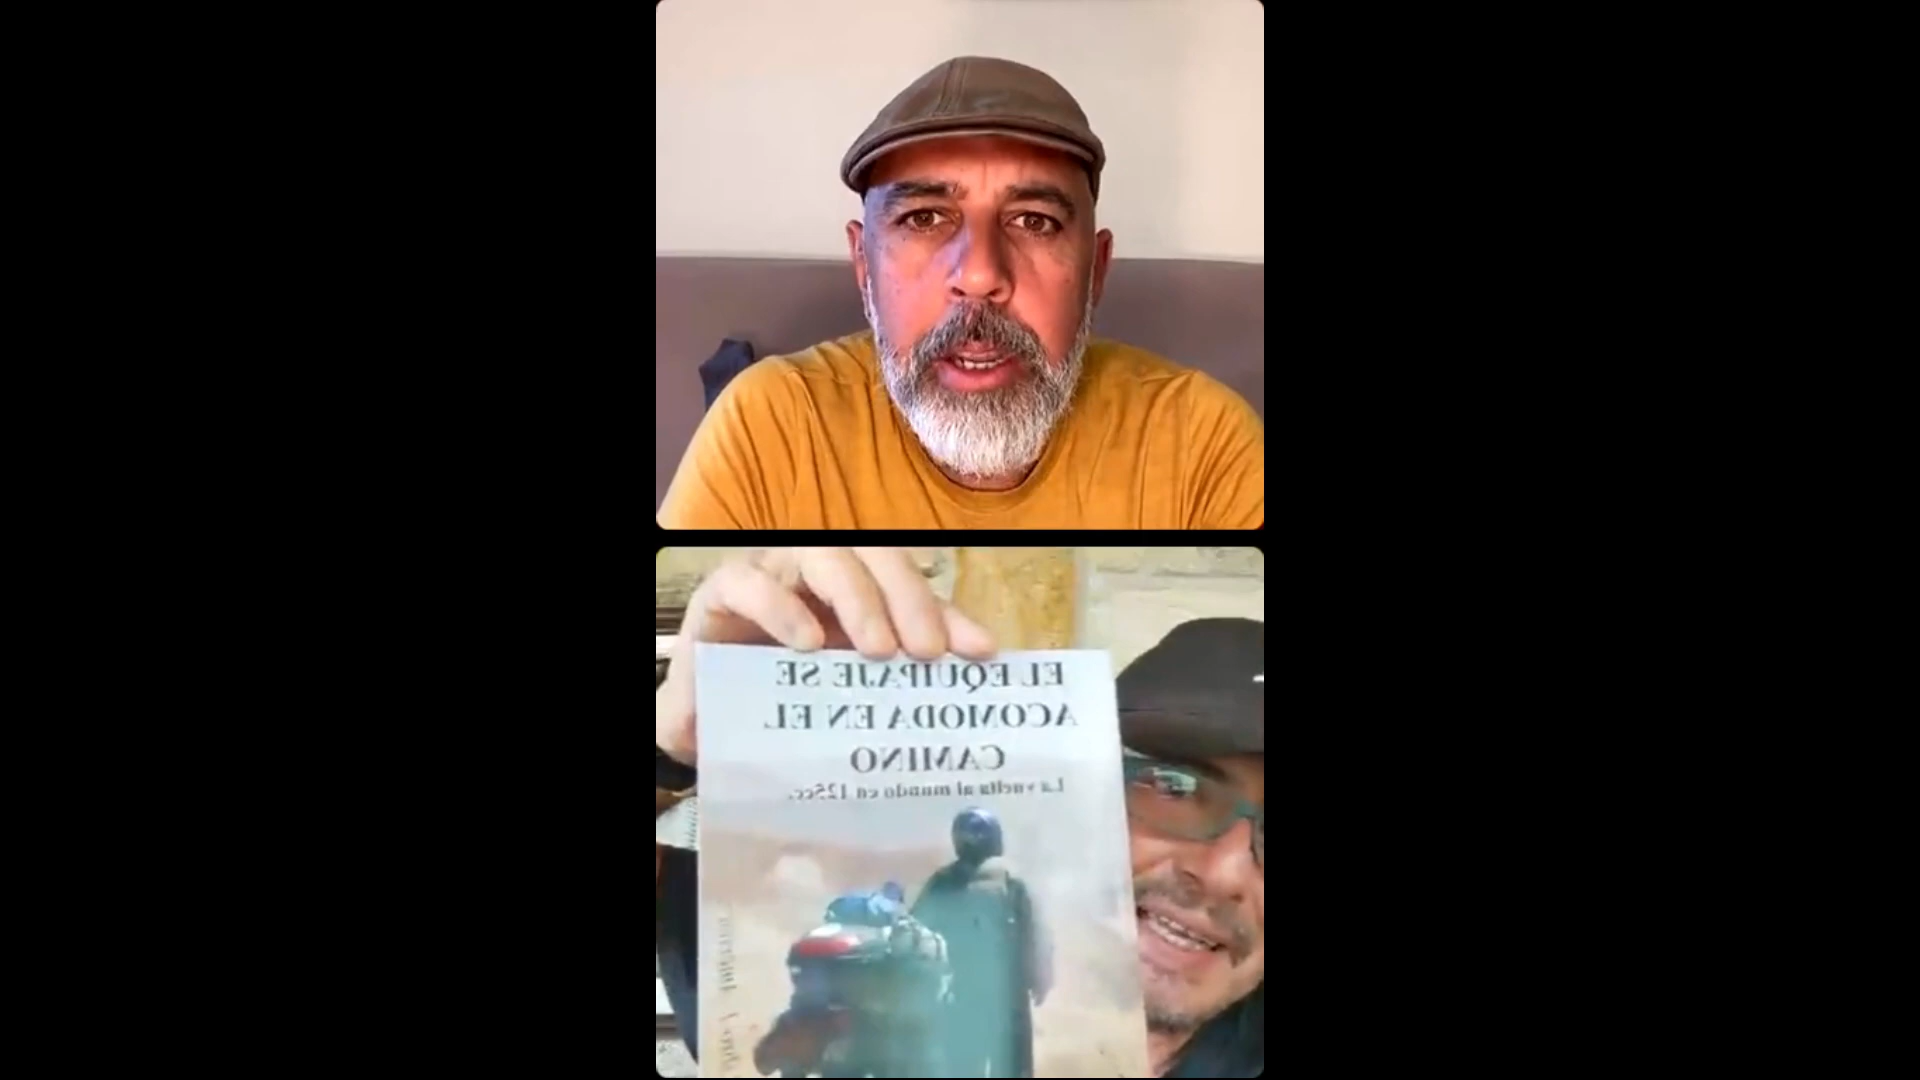 EL EQUIPAJE SE
ACOMODA EN EL
CAMINO
La vuelta al mundo en 125cc.